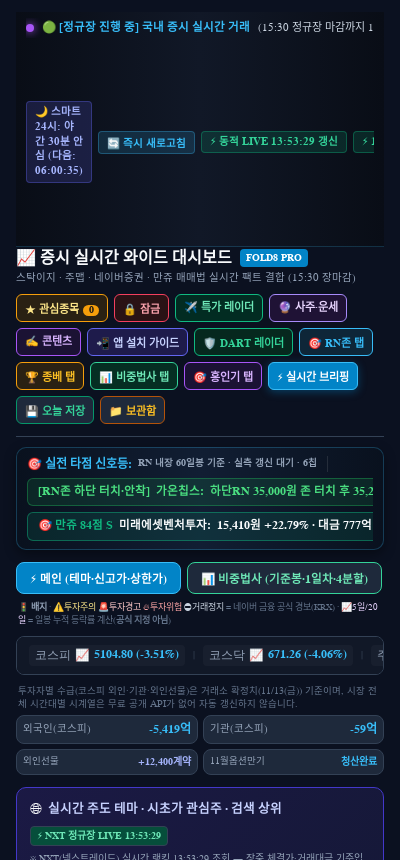 🟢 [정규장 진행 중] 국내 증시 실시간 거래 (15:30 정규장 마감까지 1
🌙 스마트
24시: 야
간 30분 안
심 (다음:
06:00:35)
🔄 즉시 새로고침
⚡ 동적 LIVE 13:53:29 갱신
📈 증시 실시간 와이드 대시보드 FOLD8 PRO
스탁이지 · 주맵 · 네이버증권 · 만쥬 매매법 실시간 팩트 결합 (15:30 장마감)
★ 관심종목 0
🔒 잠금
✈️ 특가 레이더
🔮 사주·운세
✍️ 콘텐츠
📲 앱 설치 가이드
🛡️ DART 레이더
🎯 RN존 탭
🏆 종베 탭
📊 비중법사 탭
🎯 홍인기 탭
⚡ 실시간 브리핑
💾 오늘 저장
📁 보관함
🎯 실전 타점 신호등: RN 내장 60일봉 기준 · 실측 갱신 대기 · 6칩
[RN존 하단 터치·안착] 가온칩스: 하단RN 35,000원 존 터치 후 35,2
🎯 만쥬 84점 S 미래에셋벤처투자: 15,410원 +22.79% · 대금 777억
⚡ 메인 (테마·신고가·상한가)
📊 비중법사 (기준봉·1일차·4분할)
🚦 배지 · ⚠️투자주의 🚨투자경고 ⛔투자위험 ⛔거래정지 = 네이버 금융 공식 경보(KRX) · 📈5일/20
일 = 일봉 누적 등락률 계산(공식 지정 아님)
코스피 📈 5104.80 (-3.51%) | 코스닥 📈 671.26 (-4.06%) |
투자자별 수급(코스피 외인·기관·외인선물)은 거래소 확정치(11/13(금)) 기준이며, 시장 전
체 시간대별 시계열은 무료 공개 API가 없어 자동 갱신하지 않습니다.
외국인(코스피) -5,419억
기관(코스피) -59억
외인선물 +12,400계약
11월옵션만기 청산완료
🌐 실시간 주도 테마 · 시초가 관심주 · 검색 상위
⚡ NXT 정규장 LIVE 13:53:29